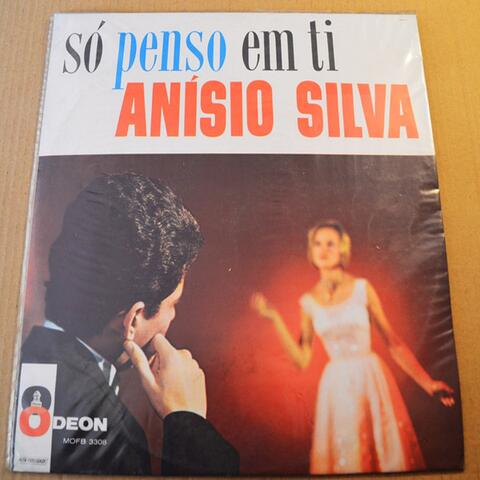 só penso em ti
ANÍSIO SILVA
ODEON
MOFB 3308